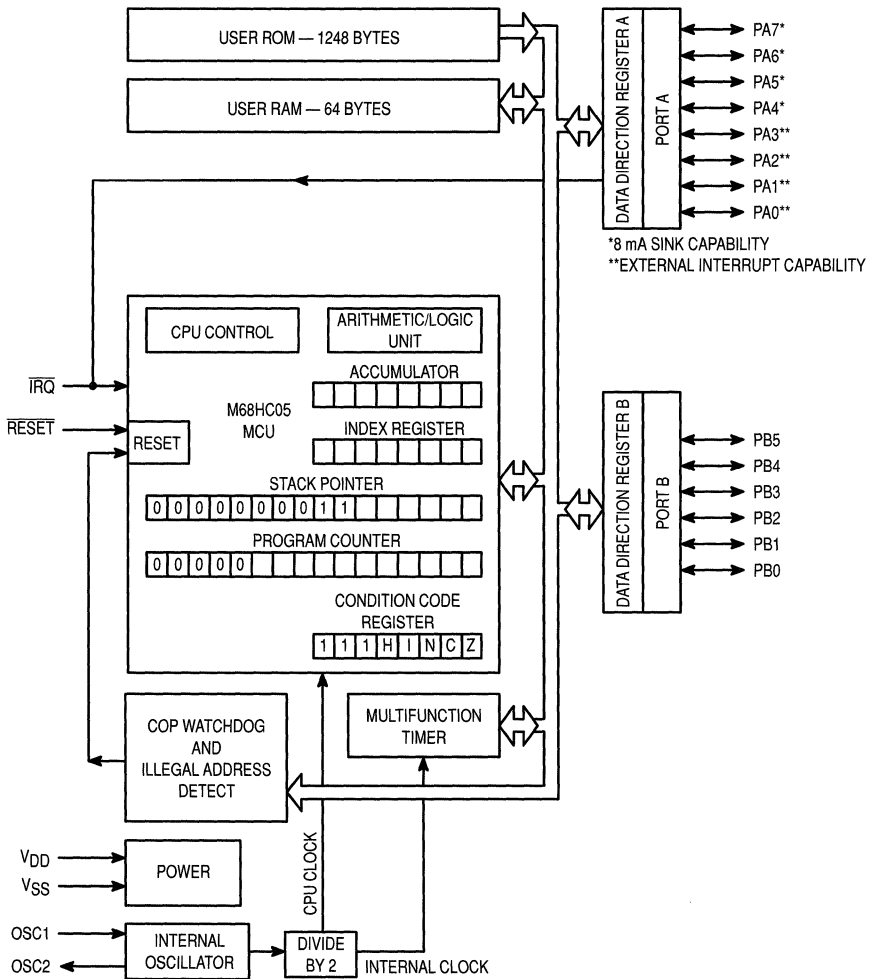 USER ROM — 1248 BYTES
USER RAM — 64 BYTES
DATA DIRECTION REGISTER A
PORT A
PA7*
PA6*
PA5*
PA4*
PA3**
PA2**
PA1**
PA0**
*8 mA SINK CAPABILITY
**EXTERNAL INTERRUPT CAPABILITY
CPU CONTROL
ARITHMETIC/LOGIC
UNIT
ACCUMULATOR
IRQ
M68HC05
MCU
RESET
RESET
INDEX REGISTER
STACK POINTER
0 0 0 0 0 0 0 0 1 1
PROGRAM COUNTER
0 0 0 0 0
CONDITION CODE
REGISTER
1 1 1 H I N C Z
DATA DIRECTION REGISTER B
PORT B
PB5
PB4
PB3
PB2
PB1
PB0
COP WATCHDOG
AND
ILLEGAL ADDRESS
DETECT
MULTIFUNCTION
TIMER
CPU CLOCK
VDD
VSS
POWER
OSC1
OSC2
INTERNAL
OSCILLATOR
DIVIDE
BY 2
INTERNAL CLOCK